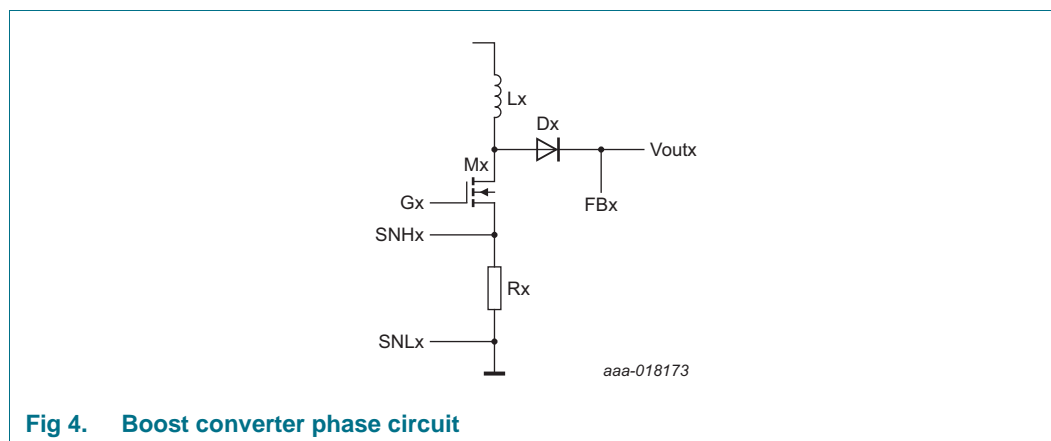 Lx
Dx
Voutx
Mx
FBx
Gx
SNHx
Rx
SNLx
aaa-018173
Fig 4. Boost converter phase circuit